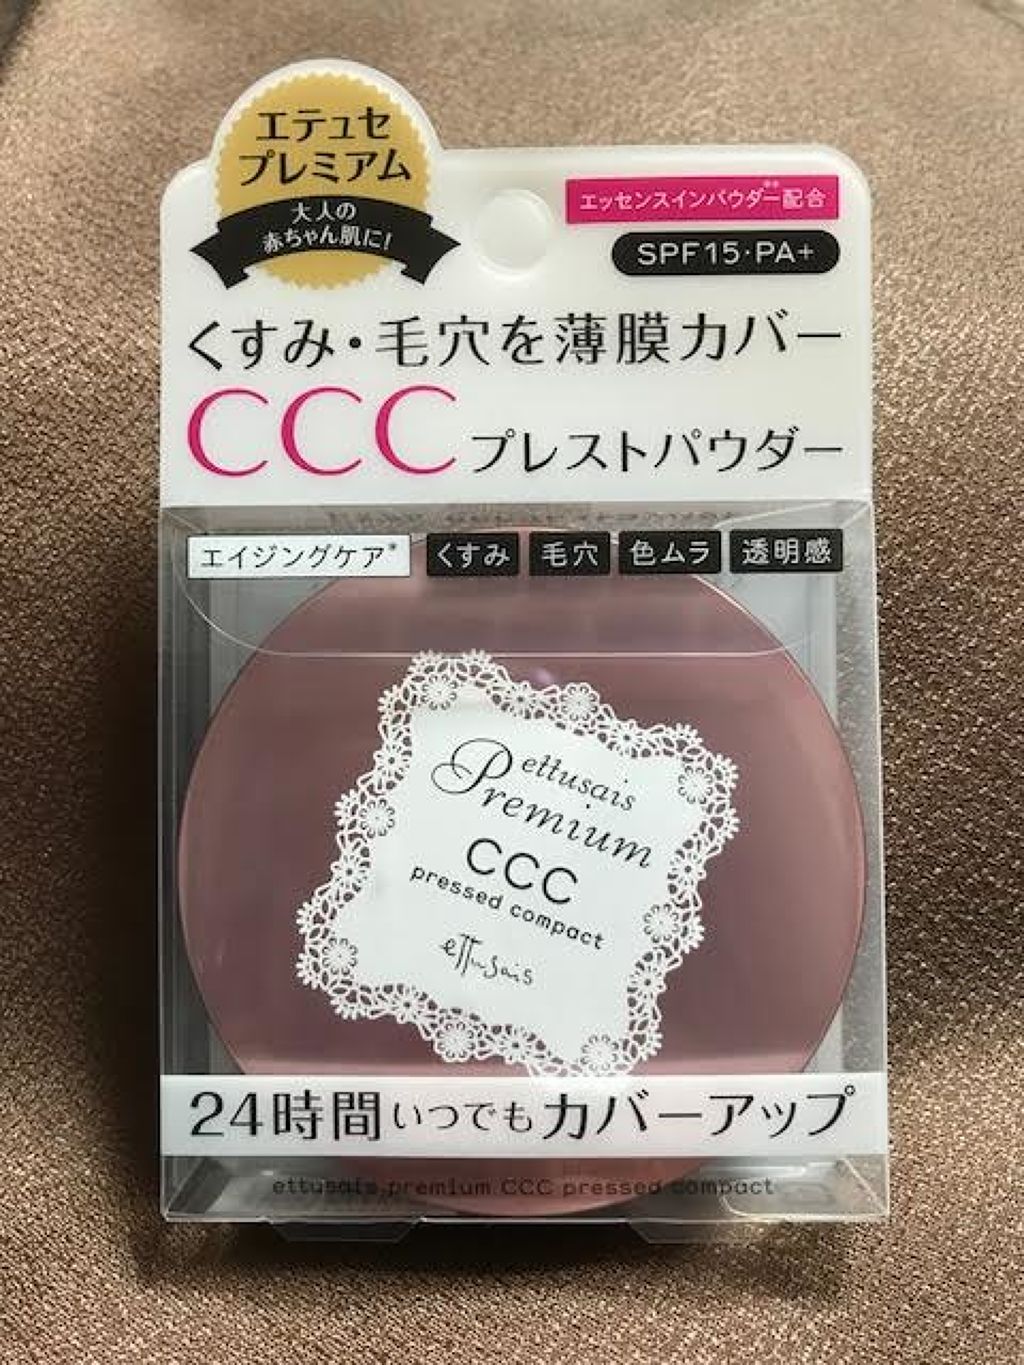 エテュセ
プレミアム
大人の
赤ちゃん肌に!
エッセンスインパウダー配合
SPF15・PA+
くすみ・毛穴を薄膜カバー
CCC プレストパウダー
エイジングケア* くすみ 毛穴 色ムラ 透明感
ettusais
Premium
CCC
pressed compact
ettusais
24時間いつでもカバーアップ
ettusais premium CCC pressed compact